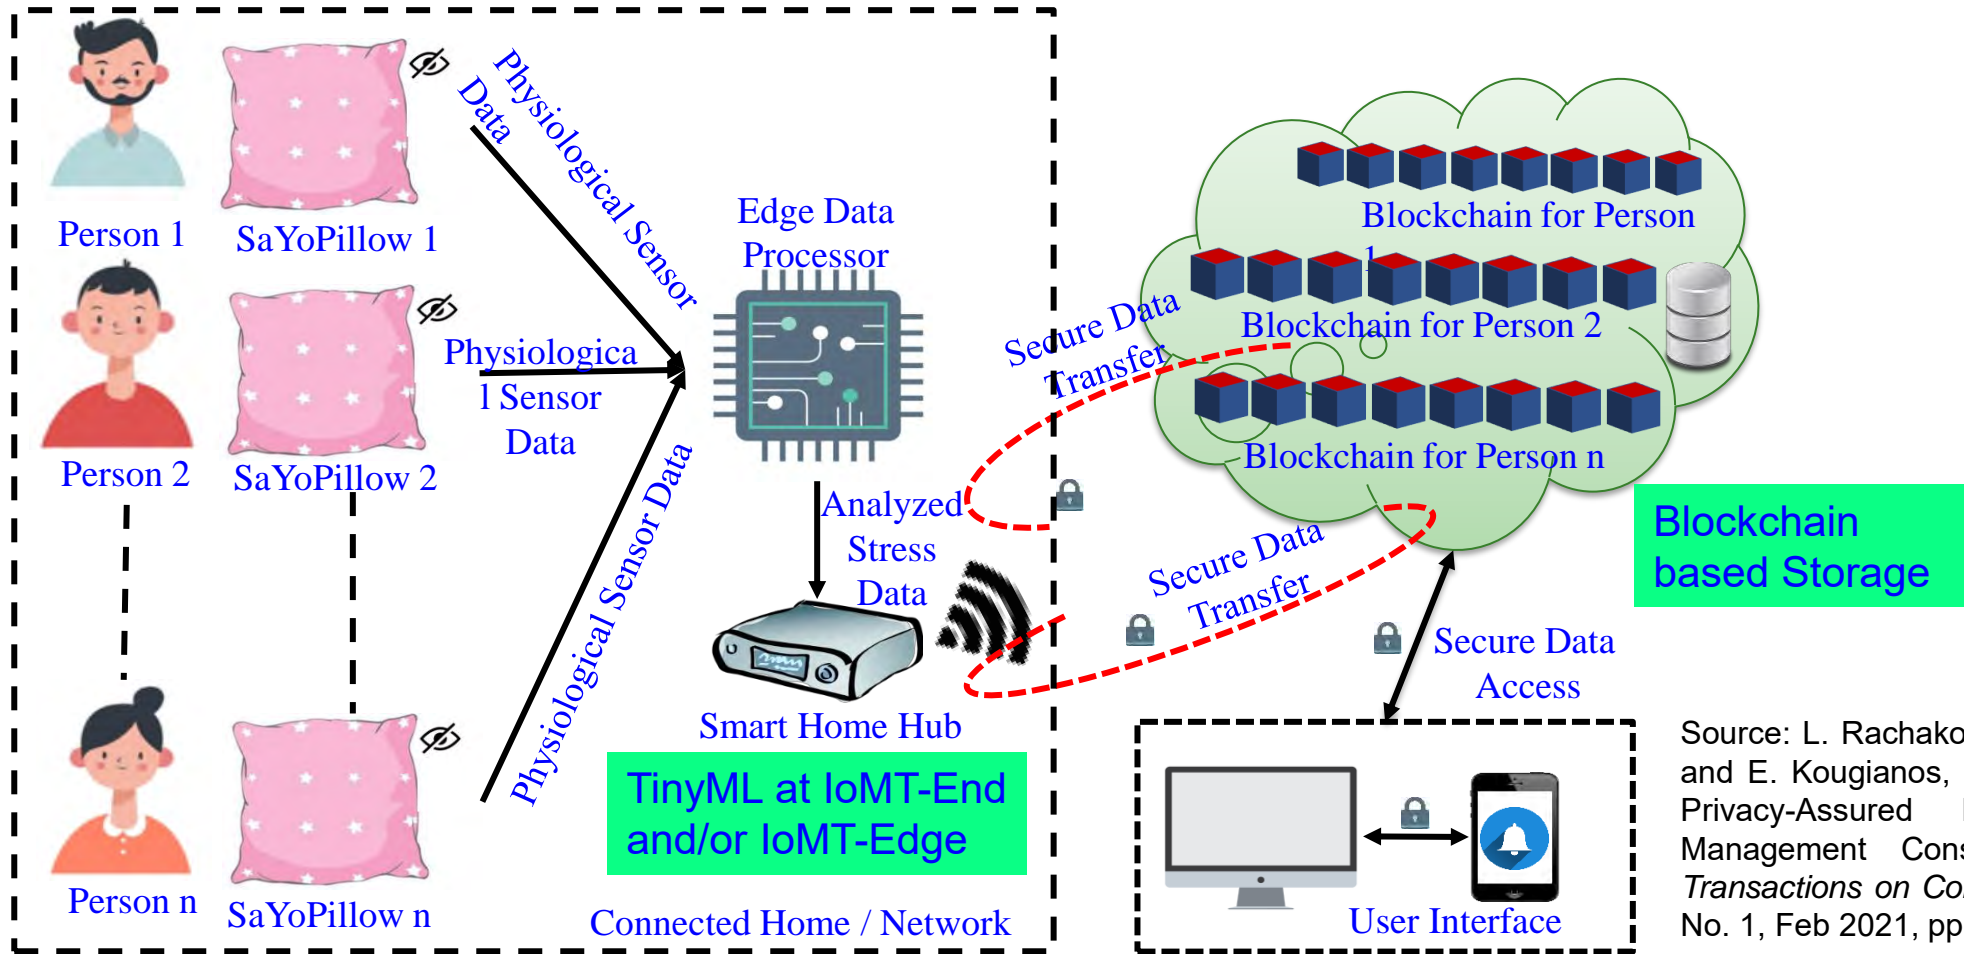 Person 1
SaYoPillow 1
Physiological Sensor
Data
Person 2
SaYoPillow 2
Physiologica
l Sensor
Data
Person n
SaYoPillow n
Physiological Sensor Data
Edge Data
Processor
Analyzed
Stress
Data
Smart Home Hub
TinyML at IoMT-End
and/or IoMT-Edge
Connected Home / Network
Secure Data
Transfer
Secure Data
Transfer
Blockchain for Person
1
Blockchain for Person 2
Blockchain for Person n
Blockchain
based Storage
Secure Data
Access
User Interface
Source: L. Rachako
and E. Kougianos,
Privacy-Assured
Management Cons
Transactions on Co
No. 1, Feb 2021, pp